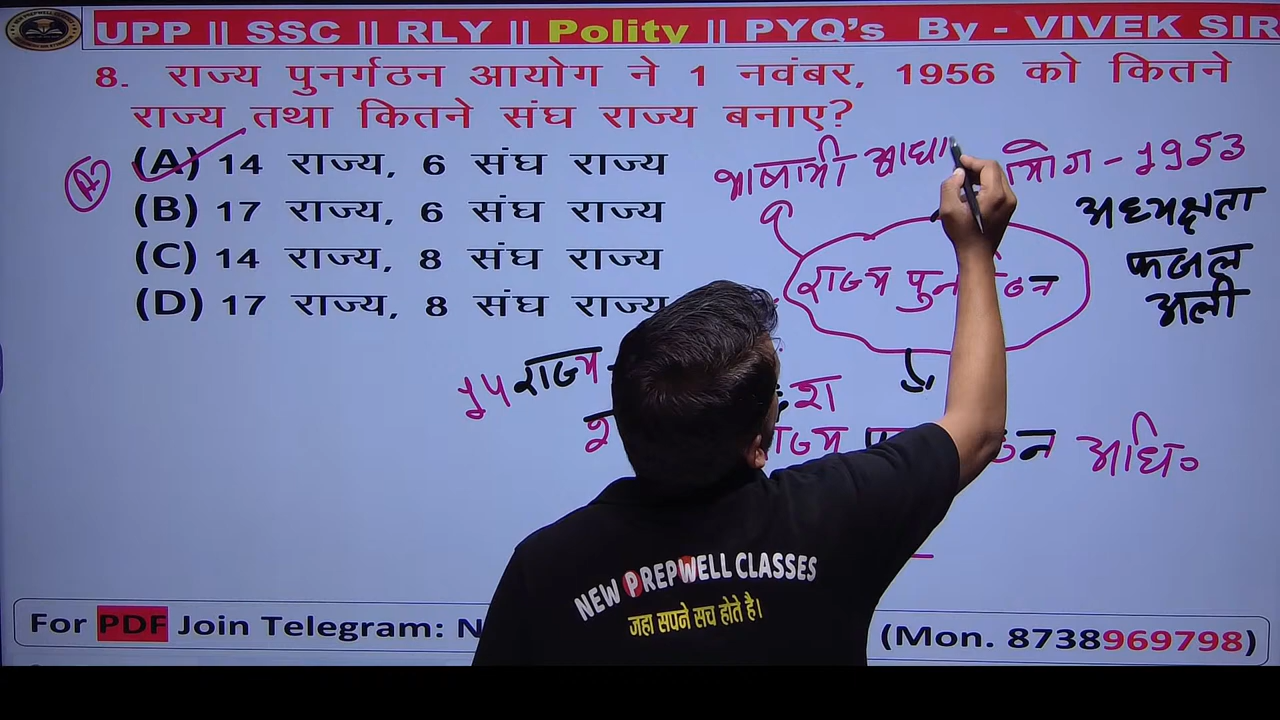 UPP || SSC || RLY || Polity || PYQ’s By - VIVEK SIR
8. राज्य पुनर्गठन आयोग ने 1 नवंबर, 1956 को कितने
राज्य तथा कितने संघ राज्य बनाए?
(A) 14 राज्य, 6 संघ राज्य
(B) 17 राज्य, 6 संघ राज्य
(C) 14 राज्य, 8 संघ राज्य
(D) 17 राज्य, 8 संघ राज्य
- 1953
अध्यक्षता
फजल
अली
राज्य
14 राज्य
अधि०
NEW PREPWELL CLASSES
जहा सपने सच होते है।
For PDF Join Telegram: N
(Mon. 8738969798)